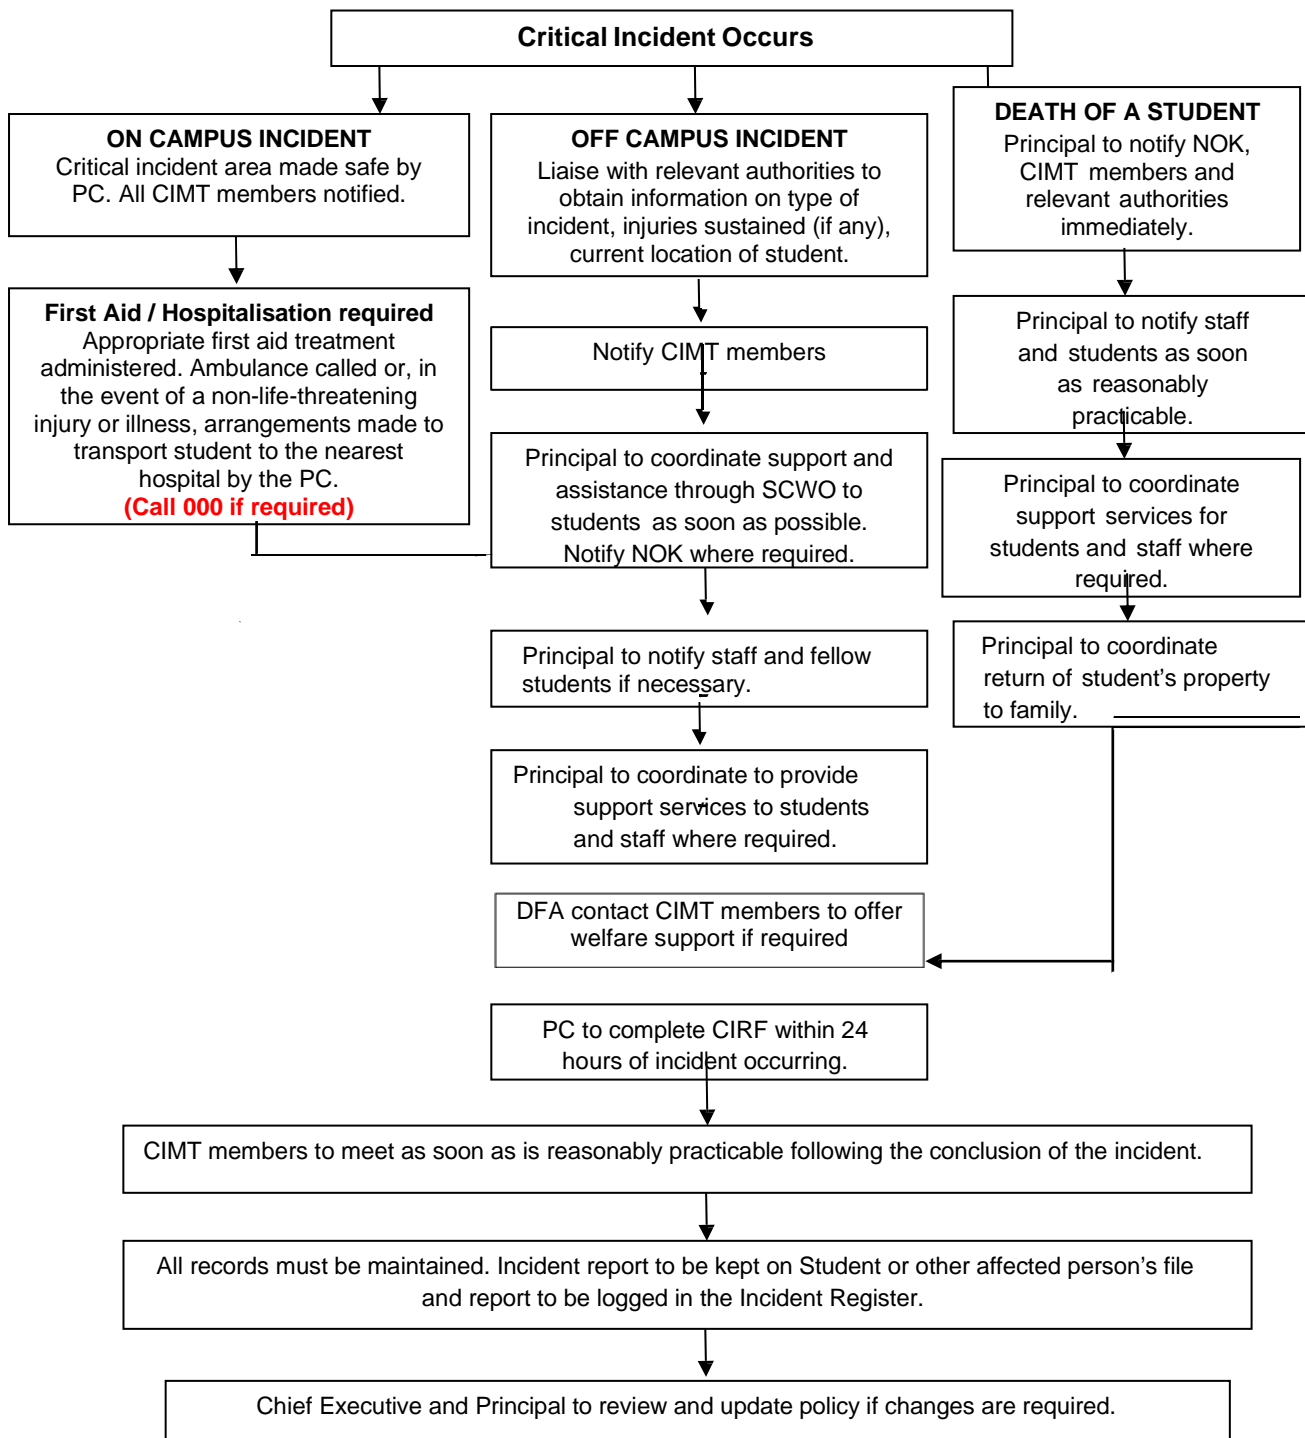 Critical Incident Occurs
ON CAMPUS INCIDENT
Critical incident area made safe by
PC. All CIMT members notified.
First Aid / Hospitalisation required
Appropriate first aid treatment
administered. Ambulance called or, in
the event of a non-life-threatening
injury or illness, arrangements made to
transport student to the nearest
hospital by the PC.
(Call 000 if required)
OFF CAMPUS INCIDENT
Liaise with relevant authorities to
obtain information on type of
incident, injuries sustained (if any),
current location of student.
Notify CIMT members
Principal to coordinate support and
assistance through SCWO to
students as soon as possible.
Notify NOK where required.
Principal to notify staff and fellow
students if necessary.
Principal to coordinate to provide
support services to students
and staff where required.
DEATH OF A STUDENT
Principal to notify NOK,
CIMT members and
relevant authorities
immediately.
Principal to notify staff
and students as soon
as reasonably
practicable.
Principal to coordinate
support services for
students and staff where
required.
Principal to coordinate
return of student's property
to family.
DFA contact CIMT members to offer
welfare support if required
PC to complete CIRF within 24
hours of incident occurring.
CIMT members to meet as soon as is reasonably practicable following the conclusion of the incident.
All records must be maintained. Incident report to be kept on Student or other affected person's file
and report to be logged in the Incident Register.
Chief Executive and Principal to review and update policy if changes are required.